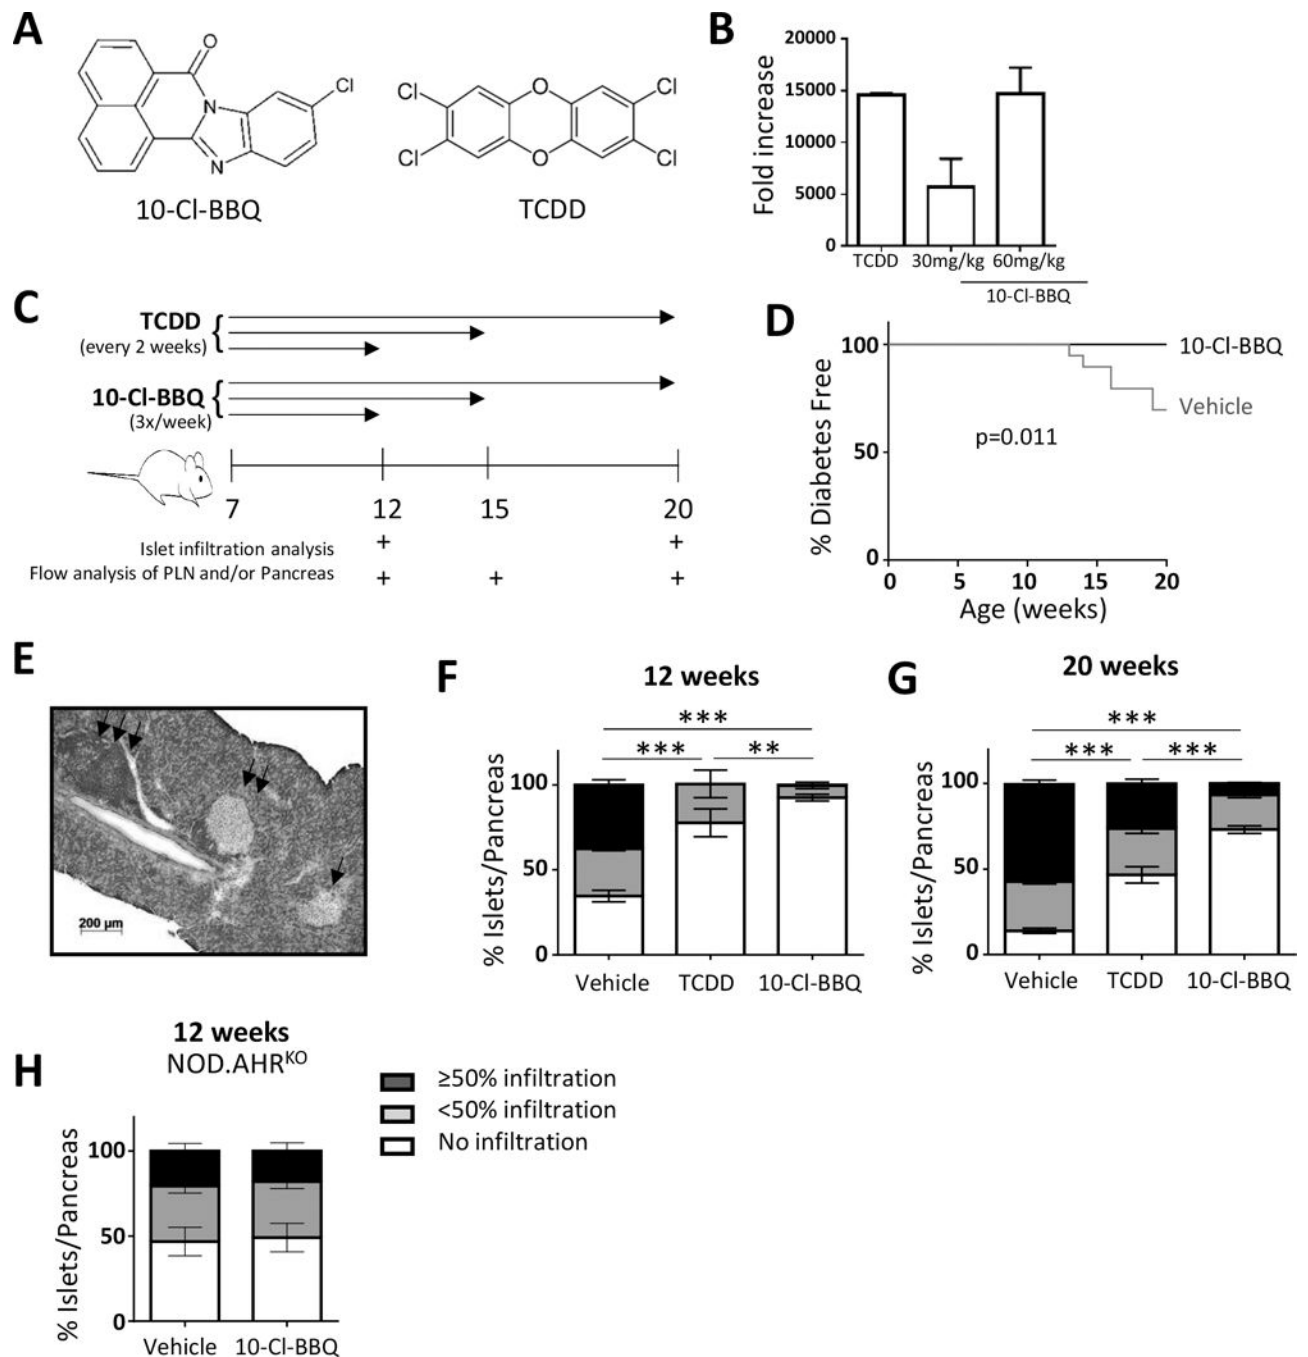 A
O
N
N
Cl
10-Cl-BBQ
Cl
Cl
O
O
Cl
Cl
TCDD
B
Fold increase
20000
15000
10000
5000
0
TCDD 30mg/kg 60mg/kg
10-Cl-BBQ
C
TCDD
(every 2 weeks)
10-Cl-BBQ
(3x/week)
7 12 15 20
Islet infiltration analysis + +
Flow analysis of PLN and/or Pancreas + + +
D
% Diabetes Free
100
50
0
10-Cl-BBQ
Vehicle
p=0.011
0 5 10 15 20
Age (weeks)
E
200 µm
F
12 weeks
***
*** **
% Islets/Pancreas
100
50
0
Vehicle TCDD 10-Cl-BBQ
G
20 weeks
***
*** ***
% Islets/Pancreas
100
50
0
Vehicle TCDD 10-Cl-BBQ
H
12 weeks
NOD.AHRKO
% Islets/Pancreas
100
50
0
Vehicle 10-Cl-BBQ
≥50% infiltration
<50% infiltration
No infiltration